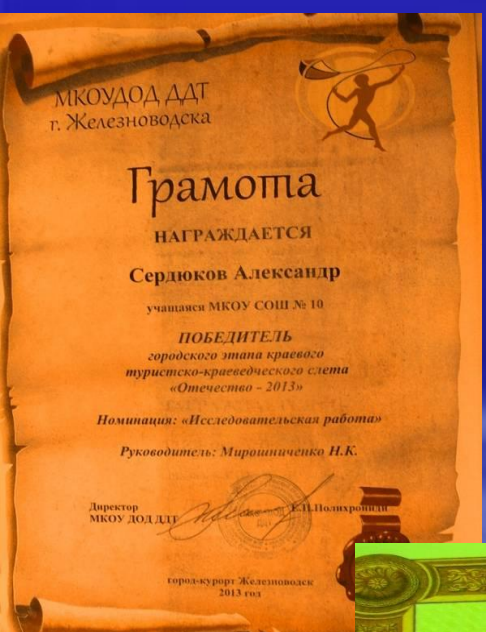 МКОУДОД ДДТ
г. Железноводска
Грамота
НАГРАЖДАЕТСЯ
Сердюков Александр
учащаяся МКОУ СОШ № 10
ПОБЕДИТЕЛЬ
городского этапа краевого
туристско-краеведческого слета
«Отечество - 2013»
Номинация: «Исследовательская работа»
Руководитель: Мирошниченко Н.К.
Директор
МКОУ ДОД ДДТ Е.П.Полихрониди
город-курорт Железноводск
2013 год